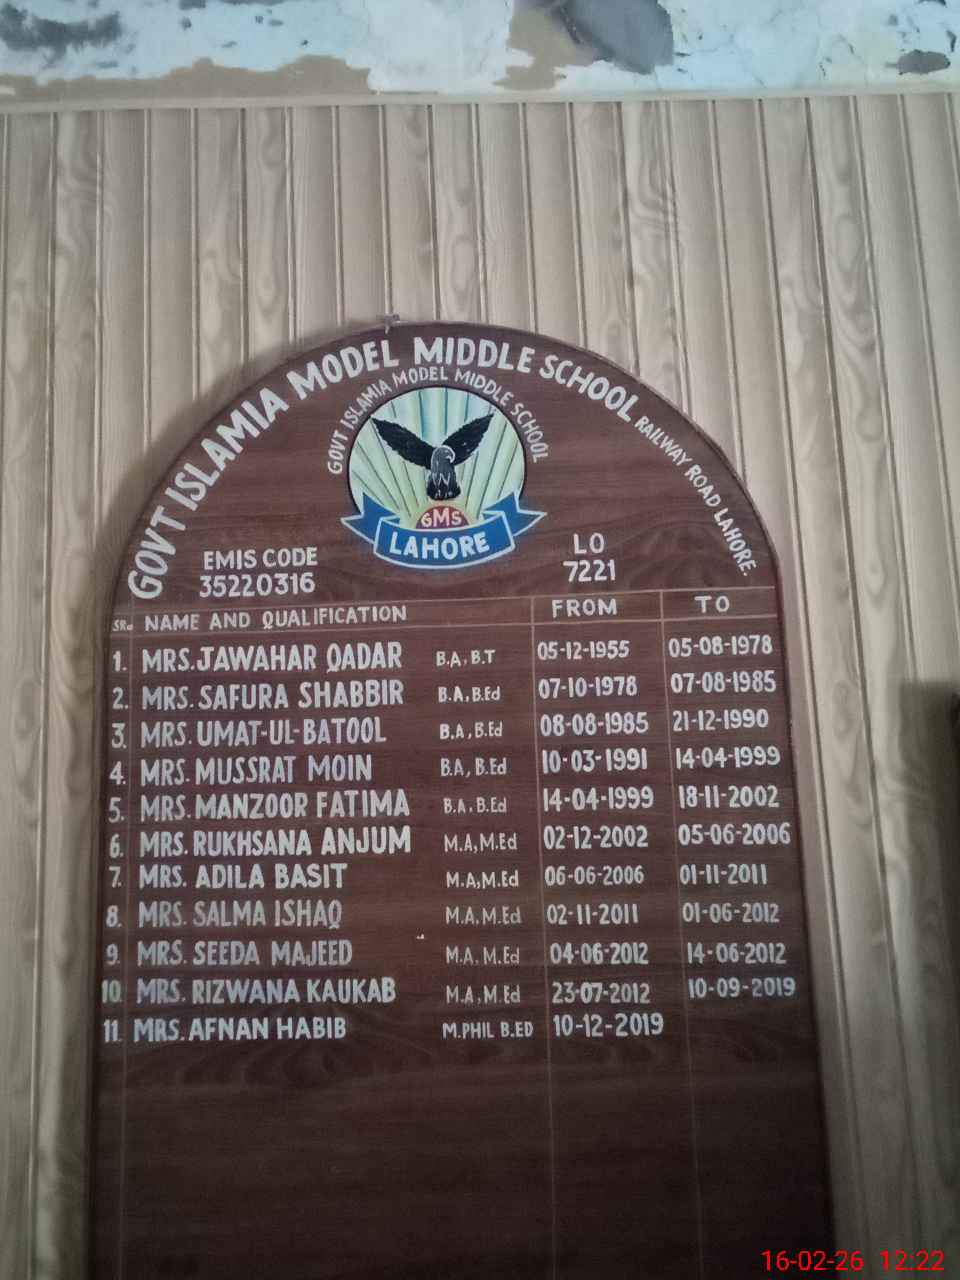 GOVT ISLAMIA MODEL MIDDLE SCHOOL RAILWAY ROAD LAHORE.
GOVT ISLAMIA MODEL MIDDLE SCHOOL
GMS
LAHORE
EMIS CODE
35220316
LO
7221
SR# NAME AND QUALIFICATION FROM TO
1. MRS.JAWAHAR QADAR B.A, B.T 05-12-1955 05-08-1978
2. MRS.SAFURA SHABBIR B.A,B.Ed 07-10-1978 07-08-1985
3. MRS.UMAT-UL-BATOOL B.A,B.Ed 08-08-1985 21-12-1990
4. MRS.MUSSRAT MOIN B.A, B.Ed 10-03-1991 14-04-1999
5. MRS.MANZOOR FATIMA B.A,B.Ed 14-04-1999 18-11-2002
6. MRS.RUKHSANA ANJUM M.A,M.Ed 02-12-2002 05-06-2006
7. MRS. ADILA BASIT M.A,M.Ed 06-06-2006 01-11-2011
8. MRS.SALMA ISHAQ M.A,M.Ed 02-11-2011 01-06-2012
9. MRS.SEEDA MAJEED M.A,M.Ed 04-06-2012 14-06-2012
10. MRS.RIZWANA KAUKAB M.A,M.Ed 23-07-2012 10-09-2019
11. MRS.AFNAN HABIB M.PHIL B.ED 10-12-2019
16-02-26 12:22